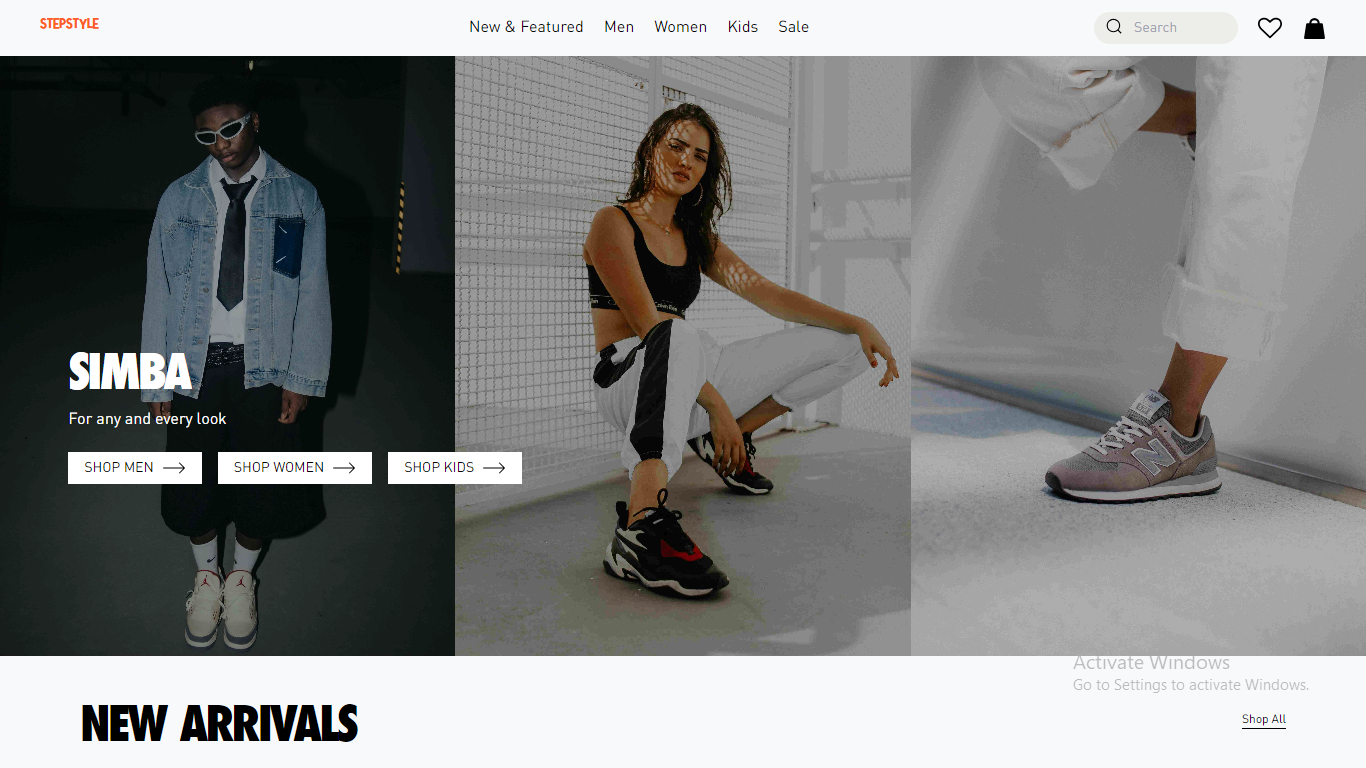 STEPSTYLE
New & Featured
Men
Women
Kids
Sale
Search
SIMBA
For any and every look
SHOP MEN
SHOP WOMEN
SHOP KIDS
Activate Windows
Go to Settings to activate Windows.
NEW ARRIVALS
Shop All